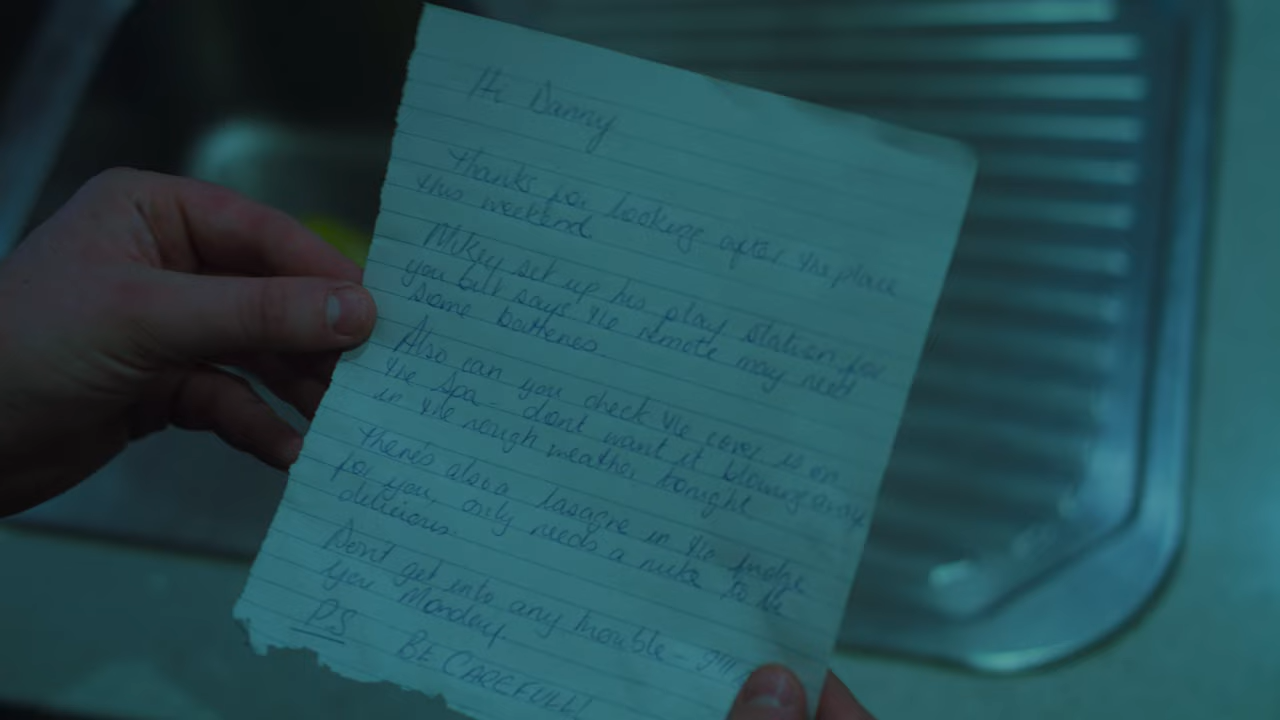 Hi Danny
Thanks for looking after the place
this weekend
Mikey set up his play station for
you but says the remote may need
some batteries
Also can you check the cover is on
the spa - dont want it blowing away
in the rough weather tonight
There's also a lasagne in the fridge
for you, only needs a nuke to be
delicious.
Don't get into any trouble - I'll
you Monday.
PS BE CAREFUL!